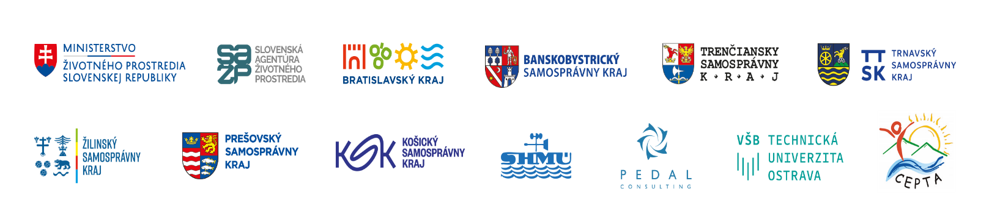 MINISTERSTVO
ŽIVOTNÉHO PROSTREDIA
SLOVENSKEJ REPUBLIKY
sažp
SLOVENSKÁ
AGENTÚRA
ŽIVOTNÉHO
PROSTREDIA
BRATISLAVSKÝ KRAJ
BANSKOBYSTRICKÝ
SAMOSPRÁVNY KRAJ
TRENČIANSKY
SAMOSPRÁVNY
K R A J
TTSK
TRNAVSKÝ
SAMOSPRÁVNY
KRAJ
ŽILINSKÝ
SAMOSPRÁVNY
KRAJ
PREŠOVSKÝ
SAMOSPRÁVNY
KRAJ
KSK
KOŠICKÝ
SAMOSPRÁVNY
KRAJ
SHMÚ
PEDAL
CONSULTING
VŠB TECHNICKÁ
UNIVERZITA
OSTRAVA
CEPTA